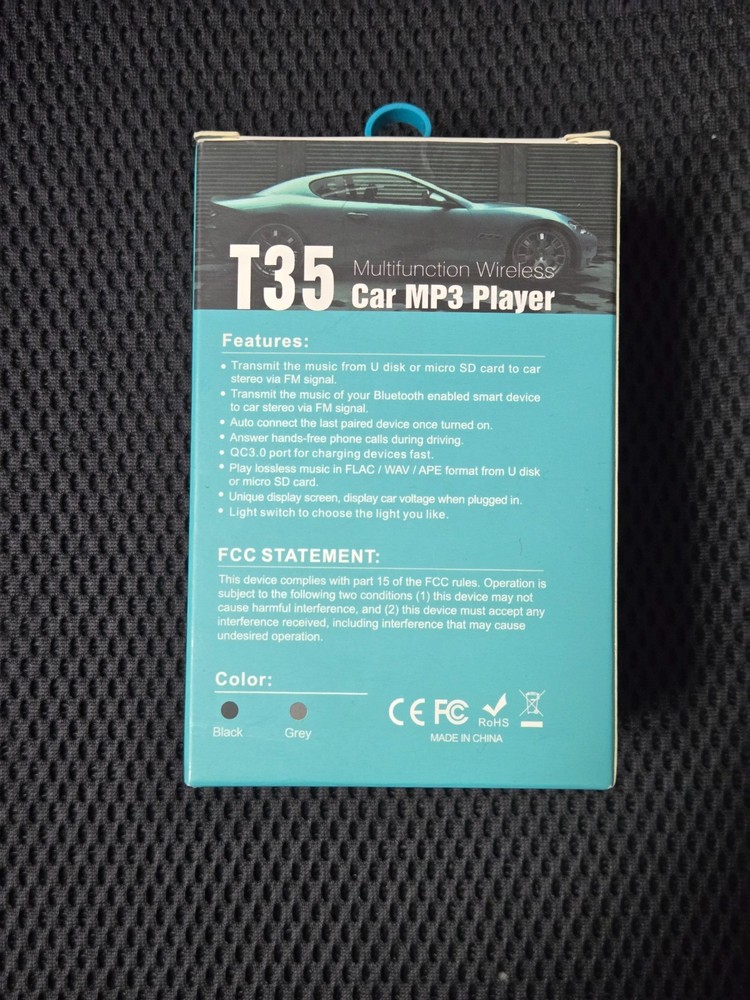 T35 Multifunction Wireless
Car MP3 Player
Features:
• Transmit the music from U disk or micro SD card to car
stereo via FM signal.
• Transmit the music of your Bluetooth enabled smart device
to car stereo via FM signal.
• Auto connect the last paired device once turned on.
• Answer hands-free phone calls during driving.
• QC3.0 port for charging devices fast.
• Play lossless music in FLAC / WAV / APE format from U disk
or micro SD card.
• Unique display screen, display car voltage when plugged in.
• Light switch to choose the light you like.
FCC STATEMENT:
This device complies with part 15 of the FCC rules. Operation is
subject to the following two conditions (1) this device may not
cause harmful interference, and (2) this device must accept any
interference received, including interference that may cause
undesired operation.
Color:
Black Grey
CE FC RoHS
MADE IN CHINA